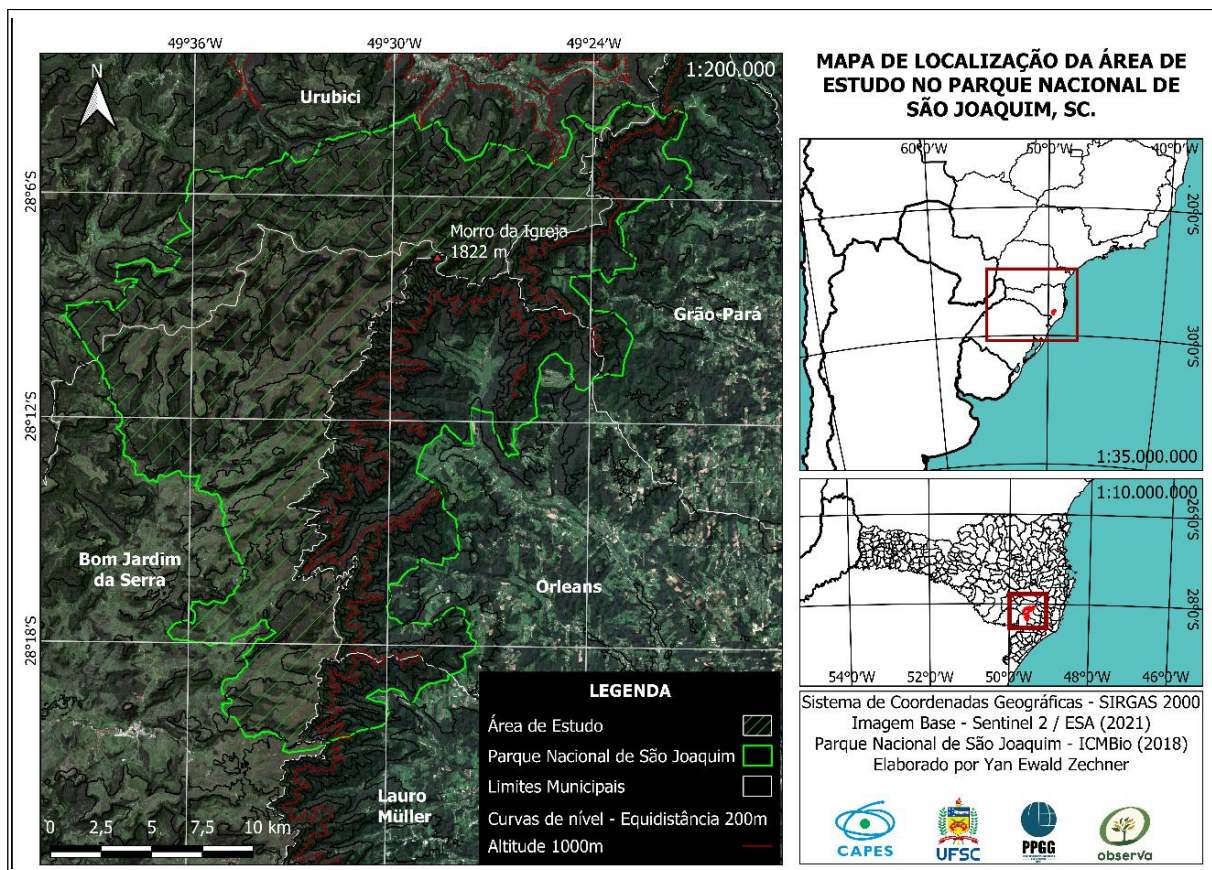 49°36'W
49°30'W
49°24'W
N
1:200.000
Urubici
28°6'S
Morro da Igreja
1822 m
Grão-Pará
28°12'S
Bom Jardim
da Serra
Orleans
28°18'S
Lauro
Müller
0 2,5 5 7,5 10 km
LEGENDA
Área de Estudo
Parque Nacional de São Joaquim
Limites Municipais
Curvas de nível - Equidistância 200m
Altitude 1000m
MAPA DE LOCALIZAÇÃO DA ÁREA DE
ESTUDO NO PARQUE NACIONAL DE
SÃO JOAQUIM, SC.
60°0'W
50°0'W
40°0'W
20°0'S
30°0'S
1:35.000.000
1:10.000.000
26°0'S
28°0'S
54°0'W
52°0'W
50°0'W
48°0'W
46°0'W
Sistema de Coordenadas Geográficas - SIRGAS 2000
Imagem Base - Sentinel 2 / ESA (2021)
Parque Nacional de São Joaquim - ICMBio (2018)
Elaborado por Yan Ewald Zechner
CAPES
UFSC
PPGG
observa